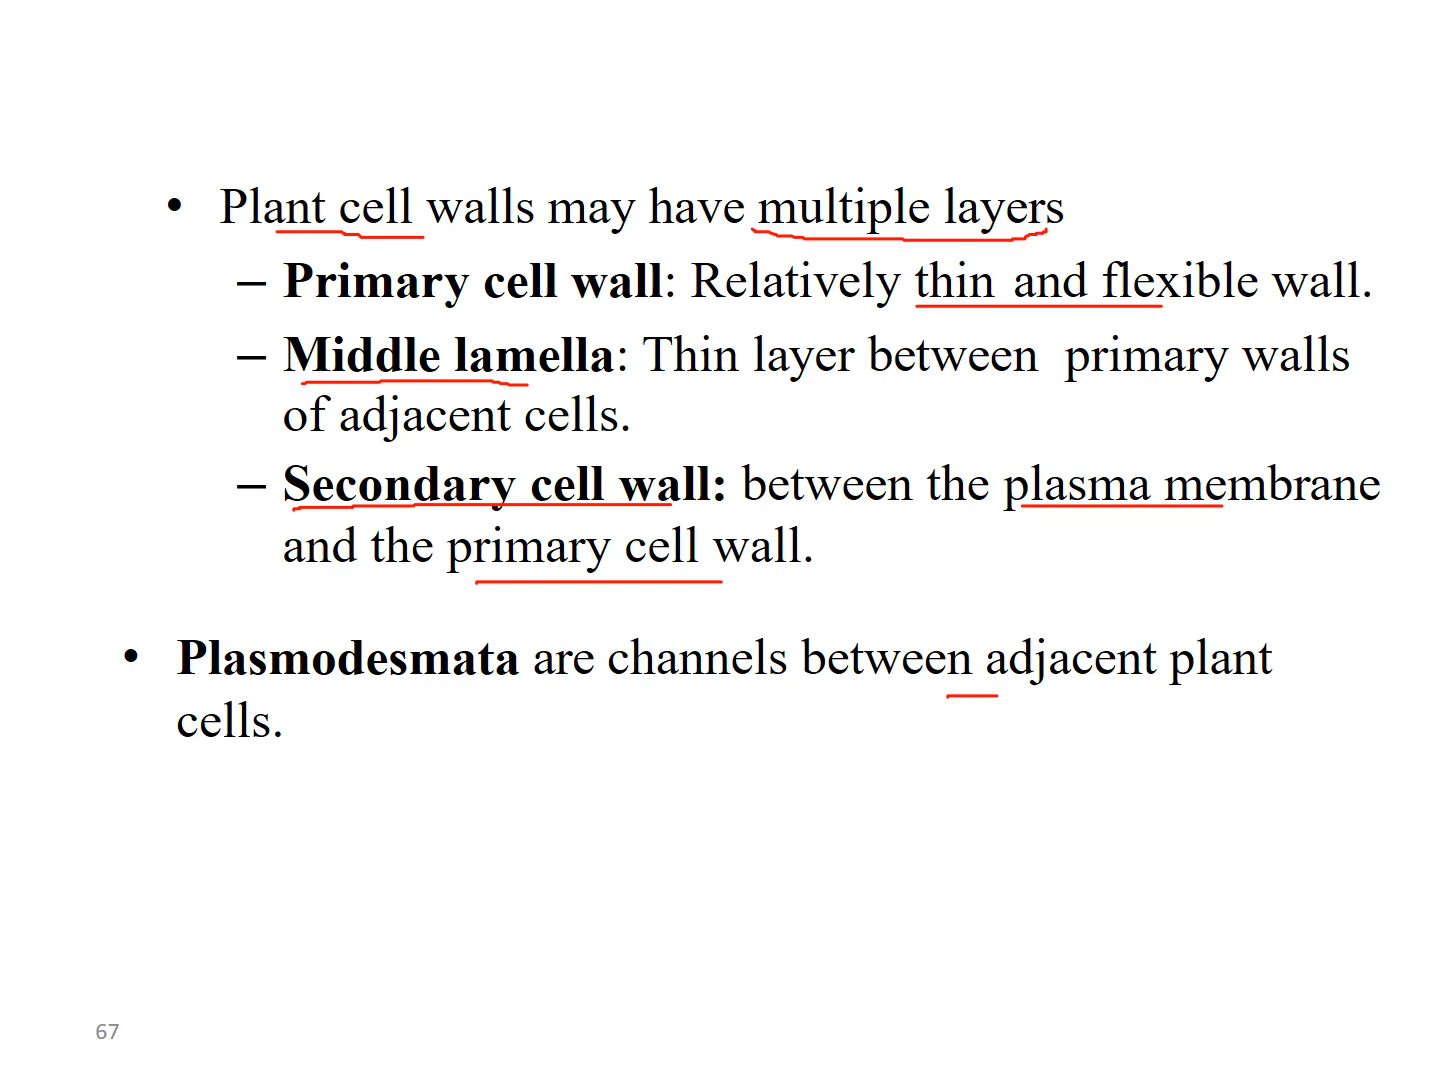 • Plant cell walls may have multiple layers
– Primary cell wall: Relatively thin and flexible wall.
– Middle lamella: Thin layer between primary walls
of adjacent cells.
– Secondary cell wall: between the plasma membrane
and the primary cell wall.
• Plasmodesmata are channels between adjacent plant
cells.
67